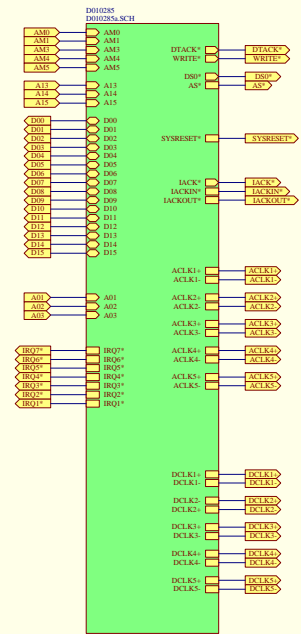 D010285
D010285a.SCH
AM0 AM0
AM1 AM1
AM3 AM3 DTACK* DTACK*
AM4 AM4 WRITE* WRITE*
AM5 AM5
DS0* DS0*
A13 A13 AS* AS*
A14 A14
A15 A15
D00 D00
D01 D01
D02 D02 SYSRESET* SYSRESET*
D03 D03
D04 D04
D05 D05
D06 D06
D07 D07 IACK* IACK*
D08 D08 IACKIN* IACKIN*
D09 D09 IACKOUT* IACKOUT*
D10 D10
D11 D11
D12 D12
D13 D13
D14 D14
D15 D15
ACLK1+ ACLK1+
ACLK1- ACLK1-
A01 A01 ACLK2+ ACLK2+
A02 A02 ACLK2- ACLK2-
A03 A03
ACLK3+ ACLK3+
ACLK3- ACLK3-
IRQ7* IRQ7* ACLK4+ ACLK4+
IRQ6* IRQ6* ACLK4- ACLK4-
IRQ5* IRQ5*
IRQ4* IRQ4* ACLK5+ ACLK5+
IRQ3* IRQ3* ACLK5- ACLK5-
IRQ2* IRQ2*
IRQ1* IRQ1*
DCLK1+ DCLK1+
DCLK1- DCLK1-
DCLK2- DCLK2+
DCLK2+ DCLK2-
DCLK3+ DCLK3+
DCLK3- DCLK3-
DCLK4+ DCLK4+
DCLK4- DCLK4-
DCLK5+ DCLK5+
DCLK5- DCLK5-